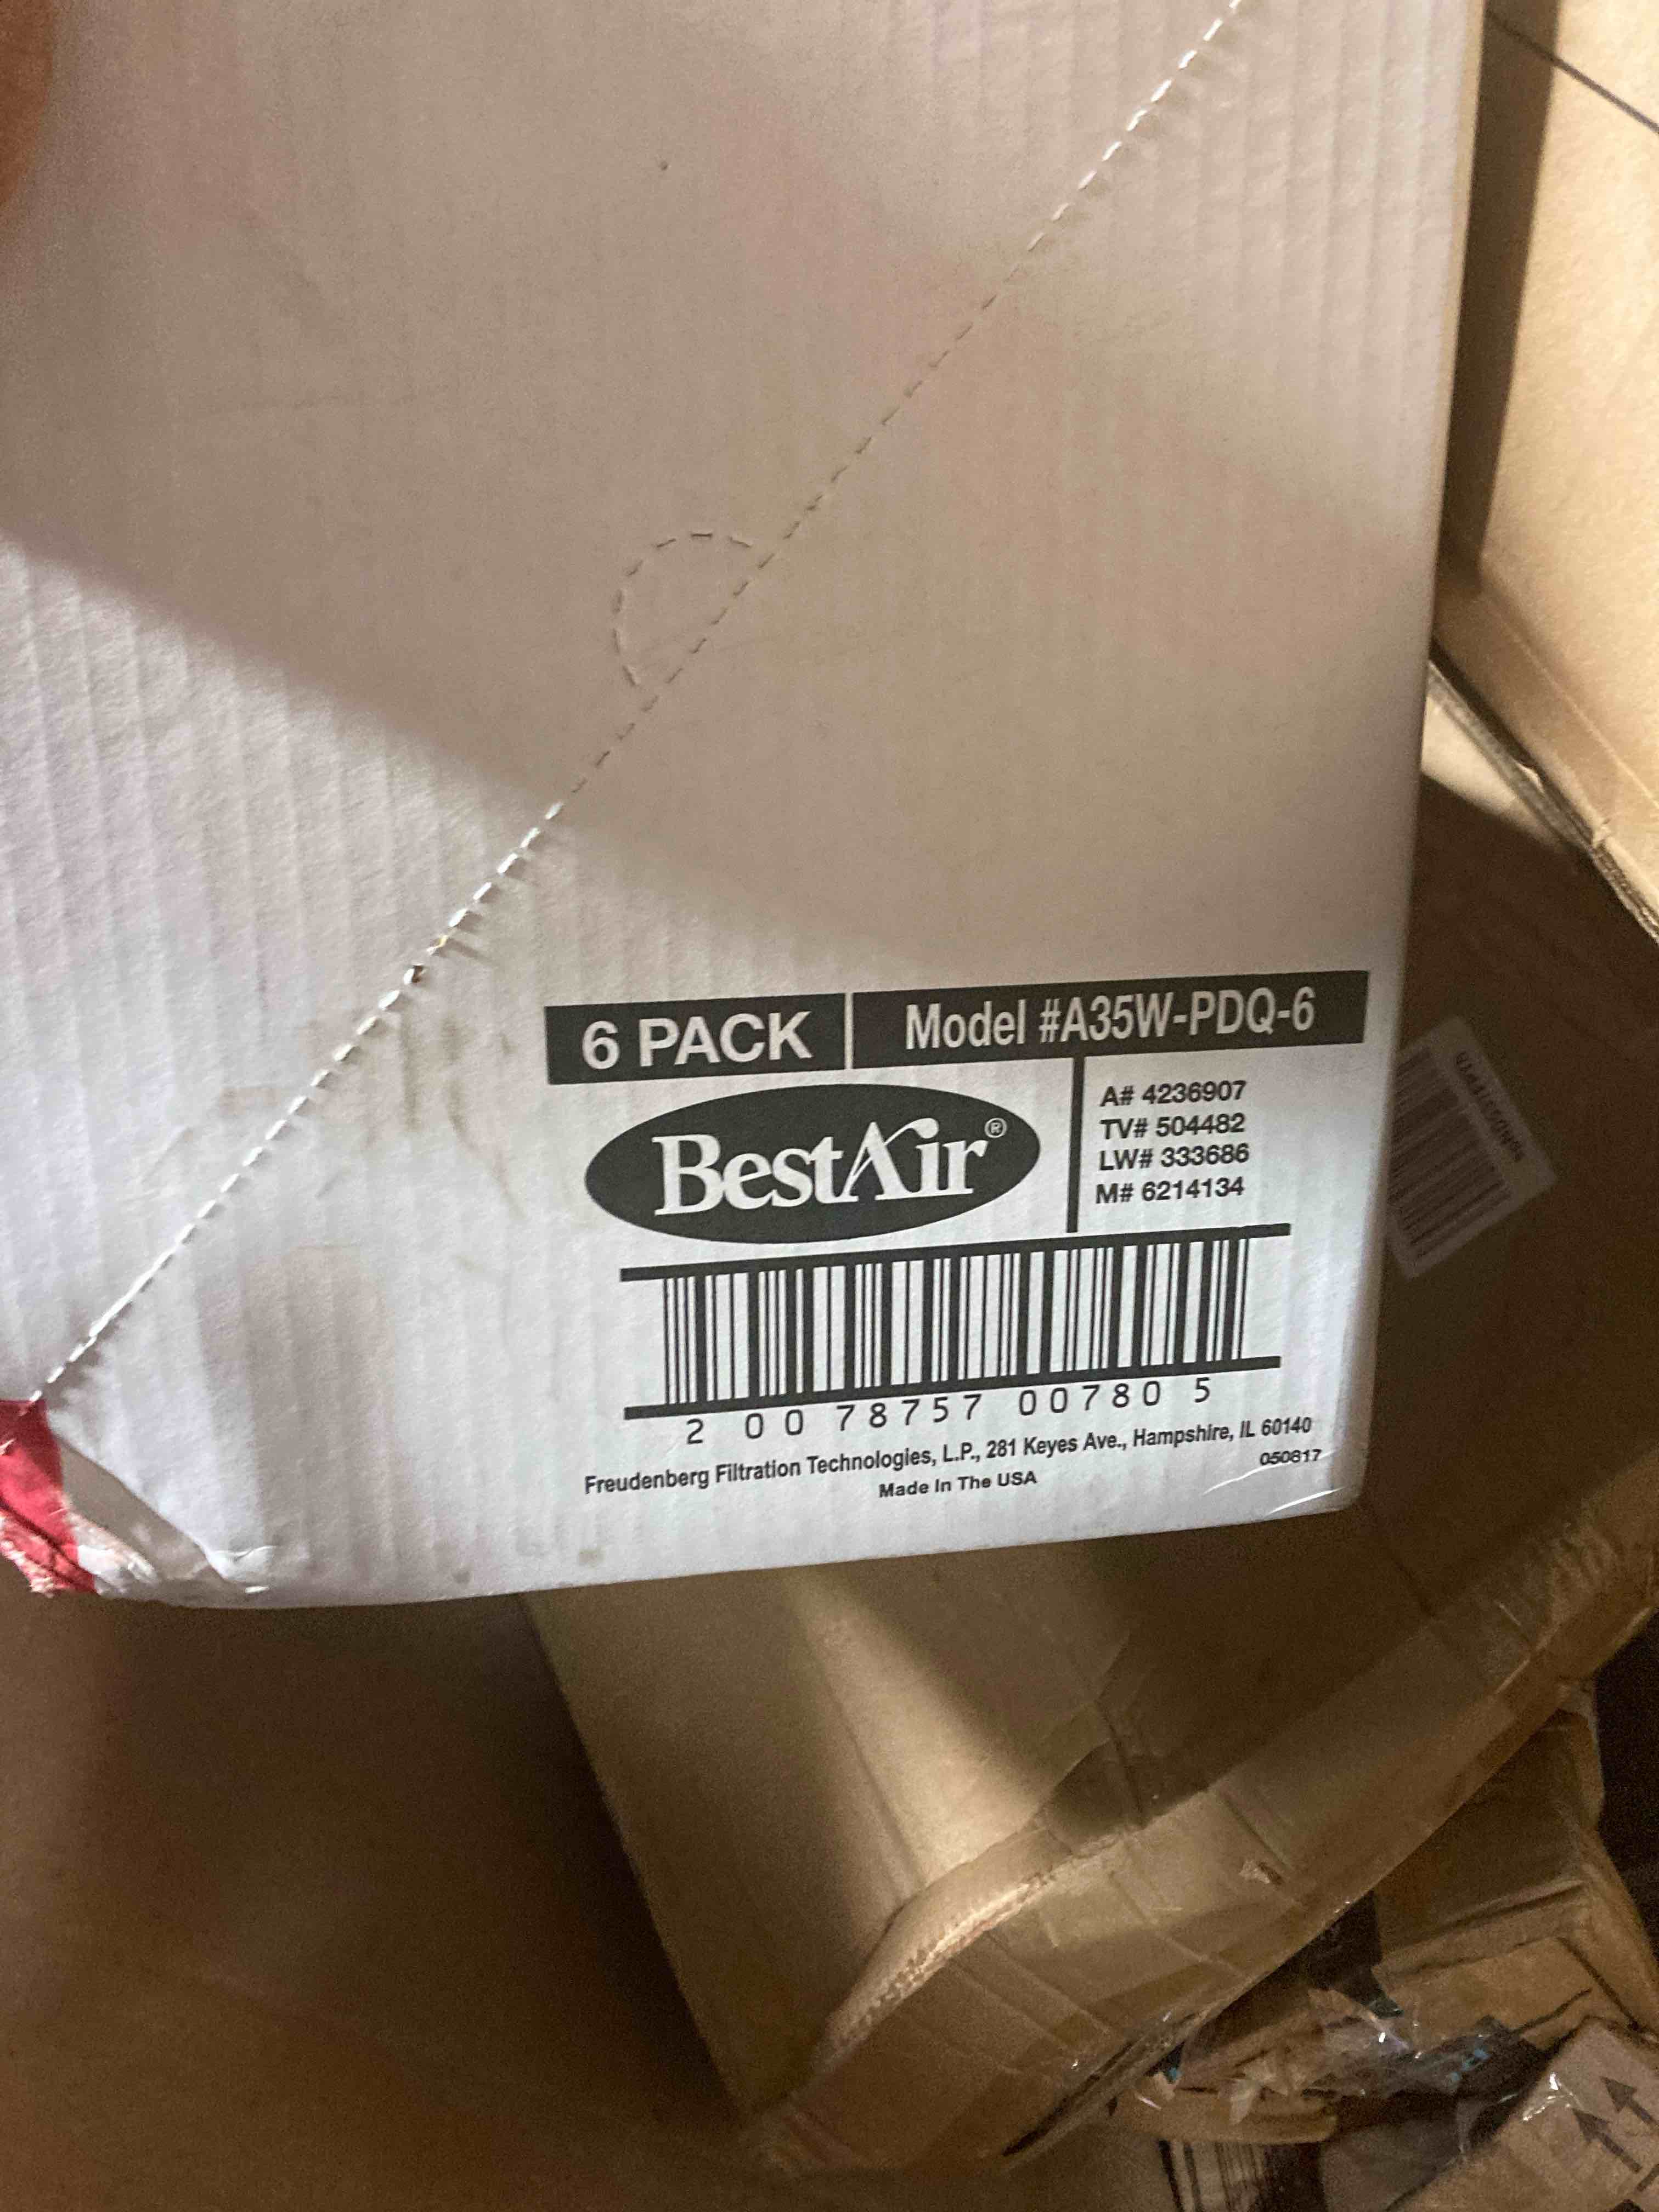 6 PACK
Model #A35W-PDQ-6
BestAir®
A# 4236907
TV# 504482
LW# 333686
M# 6214134
2 00 78757 00780 5
Freudenberg Filtration Technologies, L.P., 281 Keyes Ave., Hampshire, IL 60140
Made In The USA
050817